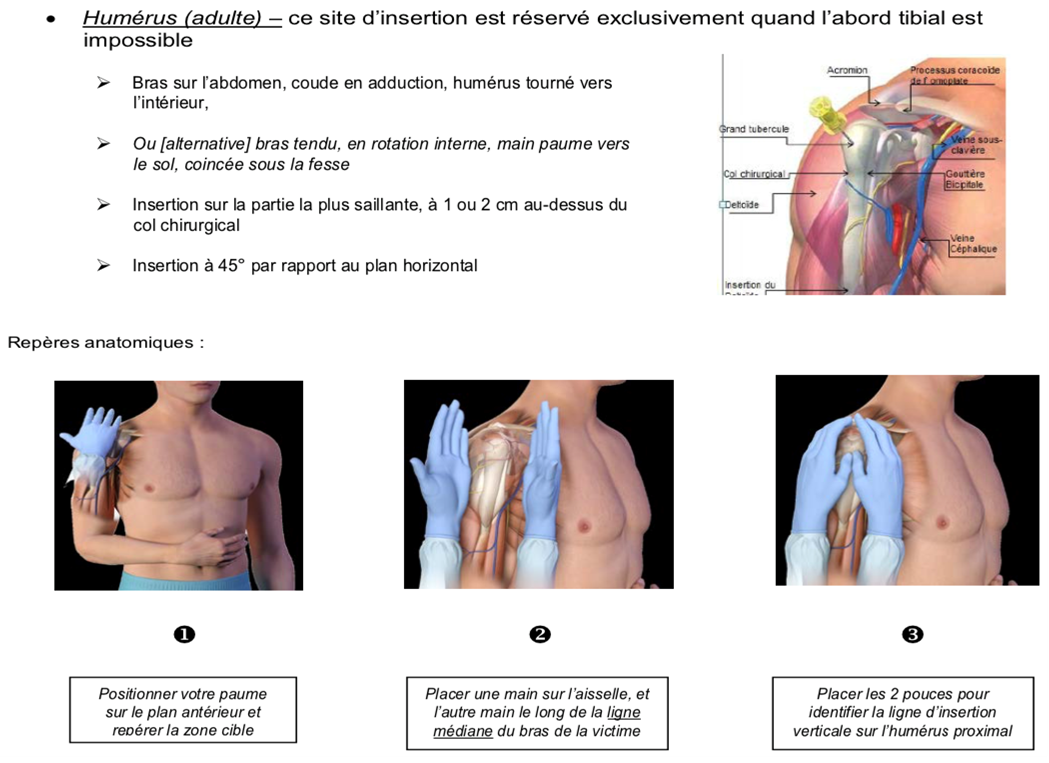 • Humérus (adulte) – ce site d'insertion est réservé exclusivement quand l'abord tibial est
impossible
➢ Bras sur l'abdomen, coude en adduction, humérus tourné vers
l'intérieur,
➢ Ou [alternative] bras tendu, en rotation interne, main paume vers
le sol, coincée sous la fesse
➢ Insertion sur la partie la plus saillante, à 1 ou 2 cm au-dessus du
col chirurgical
➢ Insertion à 45° par rapport au plan horizontal
Acromion
Processus coracoïde
de l'omoplate
Grand tubercule
Veine sous-
clavière
Col chirurgical
Gouttière
Bicipitale
Deltoïde
Veine
Céphalique
Insertion du
Repères anatomiques :
❶
❷
❸
Positionner votre paume
sur le plan antérieur et
repérer la zone cible
Placer une main sur l'aisselle, et
l'autre main le long de la ligne
médiane du bras de la victime
Placer les 2 pouces pour
identifier la ligne d'insertion
verticale sur l'humérus proximal